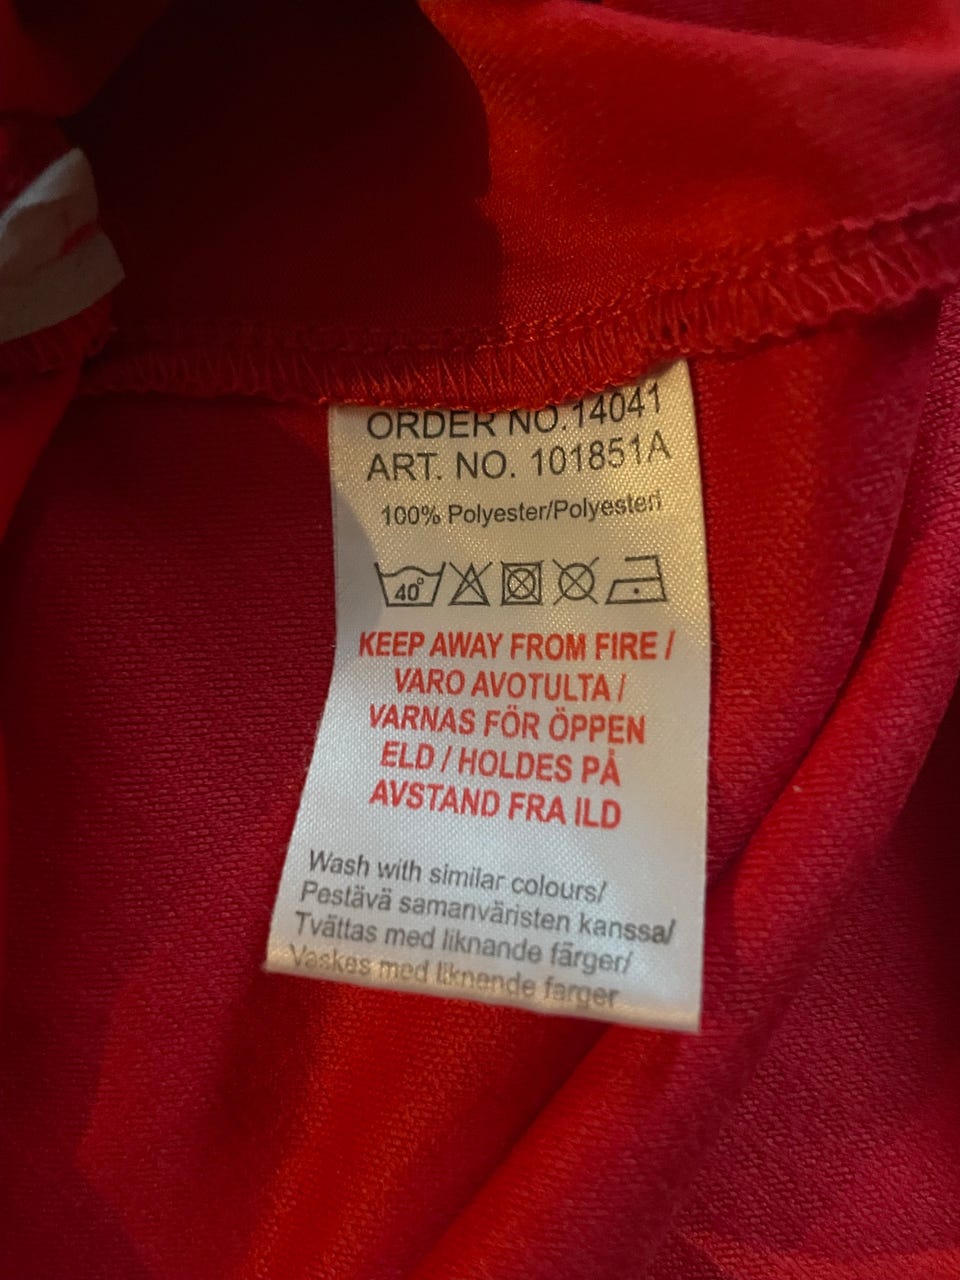 ORDER NO.14041
ART. NO. 101851A
100% Polyester/Polyesteri
40°
KEEP AWAY FROM FIRE /
VARO AVOTULTA /
VARNAS FÖR ÖPPEN
ELD / HOLDES PÅ
AVSTAND FRA ILD
Wash with similar colours/
Pestävä samanväristen kanssa/
Tvättas med liknande färger/
Vaskes med liknende farger